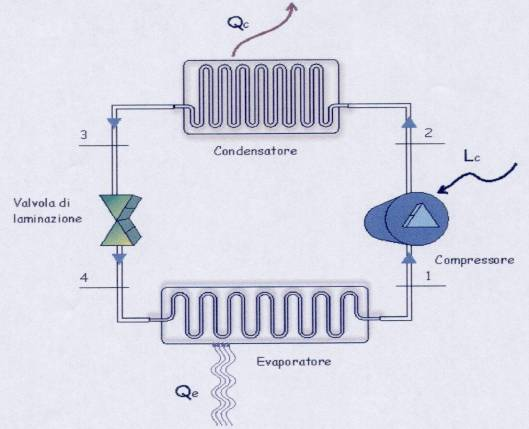 Qc
3
2
Condensatore
Lc
Valvola di
laminazione
Compressore
4
1
Evaporatore
Qe